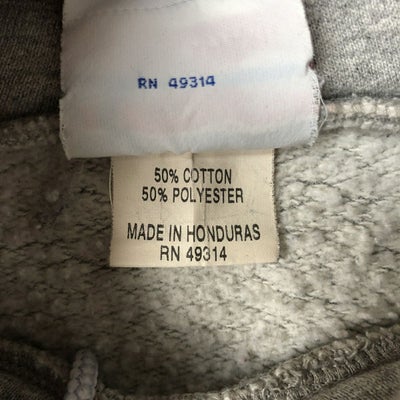 RN 49314
50% COTTON
50% POLYESTER
MADE IN HONDURAS
RN 49314